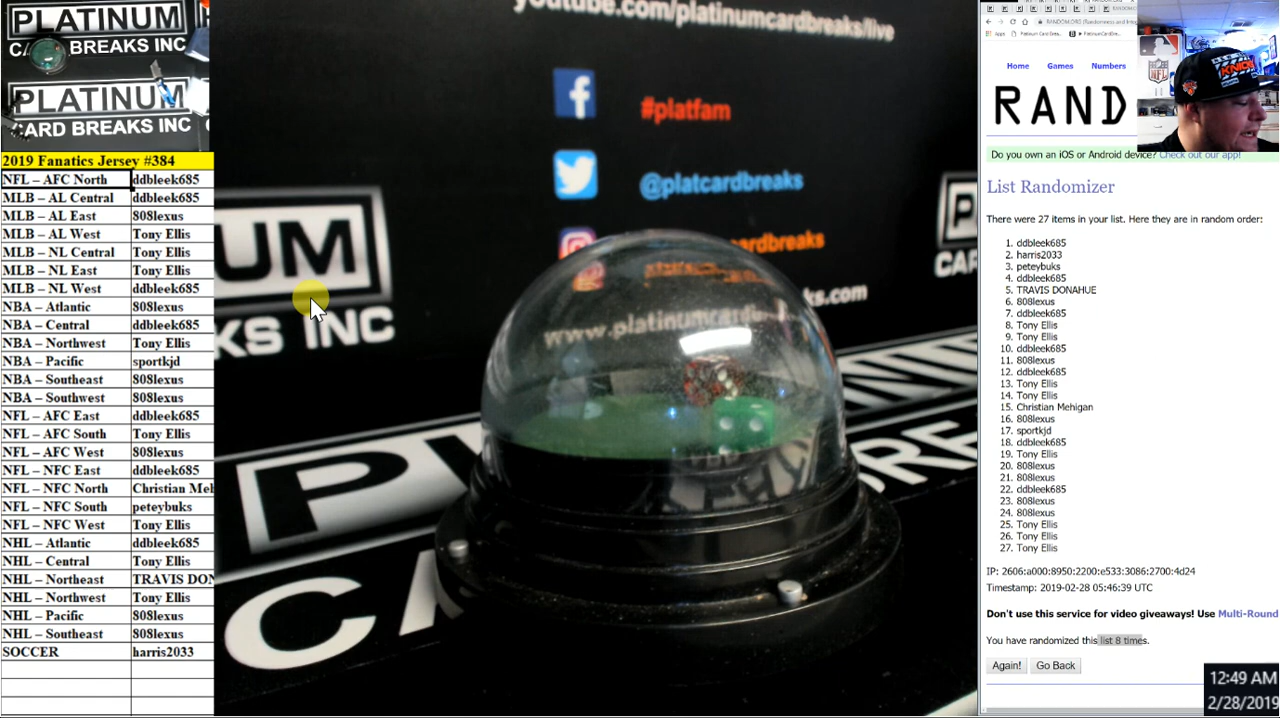 PLATINUM
CARD BREAKS INC
PLATINUM
CARD BREAKS INC
2019 Fanatics Jersey #384
NFL – AFC North ddbleek685
MLB – AL Central ddbleek685
MLB – AL East 808lexus
MLB – AL West Tony Ellis
MLB – NL Central Tony Ellis
MLB – NL East Tony Ellis
MLB – NL West ddbleek685
NBA – Atlantic 808lexus
NBA – Central ddbleek685
NBA – Northwest Tony Ellis
NBA – Pacific sportkjd
NBA – Southeast 808lexus
NBA – Southwest 808lexus
NFL – AFC East ddbleek685
NFL – AFC South Tony Ellis
NFL – AFC West 808lexus
NFL – NFC East ddbleek685
NFL – NFC North Christian Meh
NFL – NFC South peteybuks
NFL – NFC West Tony Ellis
NHL – Atlantic ddbleek685
NHL – Central Tony Ellis
NHL – Northeast TRAVIS DON
NHL – Northwest Tony Ellis
NHL – Pacific 808lexus
NHL – Southeast 808lexus
SOCCER harris2033
youtube.com/platinumcardbreaks/live
#platfam
@platcardbreaks
cardbreaks
www.platinumcardbreaks.com
UM
KS INC
P
CA
Home Games Numbers
RAND
Do you own an iOS or Android device? Check out our app!
List Randomizer
There were 27 items in your list. Here they are in random order:
1. ddbleek685
2. harris2033
3. peteybuks
4. ddbleek685
5. TRAVIS DONAHUE
6. 808lexus
7. ddbleek685
8. Tony Ellis
9. Tony Ellis
10. ddbleek685
11. 808lexus
12. ddbleek685
13. Tony Ellis
14. Tony Ellis
15. Christian Mehigan
16. 808lexus
17. sportkjd
18. ddbleek685
19. Tony Ellis
20. 808lexus
21. 808lexus
22. ddbleek685
23. 808lexus
24. 808lexus
25. Tony Ellis
26. Tony Ellis
27. Tony Ellis
IP: 2606:a000:8950:2200:e533:3086:2700:4d24
Timestamp: 2019-02-28 05:46:39 UTC
Don't use this service for video giveaways! Use Multi-Round
You have randomized this list 8 times.
Again! Go Back
12:49 AM
2/28/2019